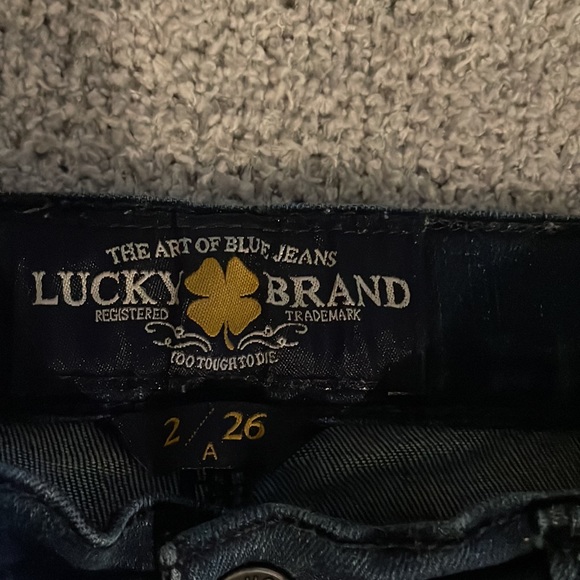 THE ART OF BLUE JEANS
LUCKY BRAND
REGISTERED TRADEMARK
TOO TOUGH TO DIE
2 / 26
A